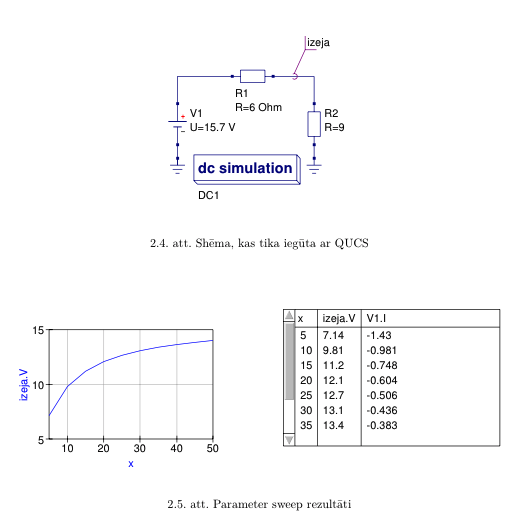 izeja
R1
R=6 Ohm
V1
U=15.7 V
R2
R=9
dc simulation
DC1
2.4. att. Shēma, kas tika iegūta ar QUCS
izeja.V
15
10
5
10 20 30 40 50
x
x izeja.V V1.I
5 7.14 -1.43
10 9.81 -0.981
15 11.2 -0.748
20 12.1 -0.604
25 12.7 -0.506
30 13.1 -0.436
35 13.4 -0.383
2.5. att. Parameter sweep rezultāti